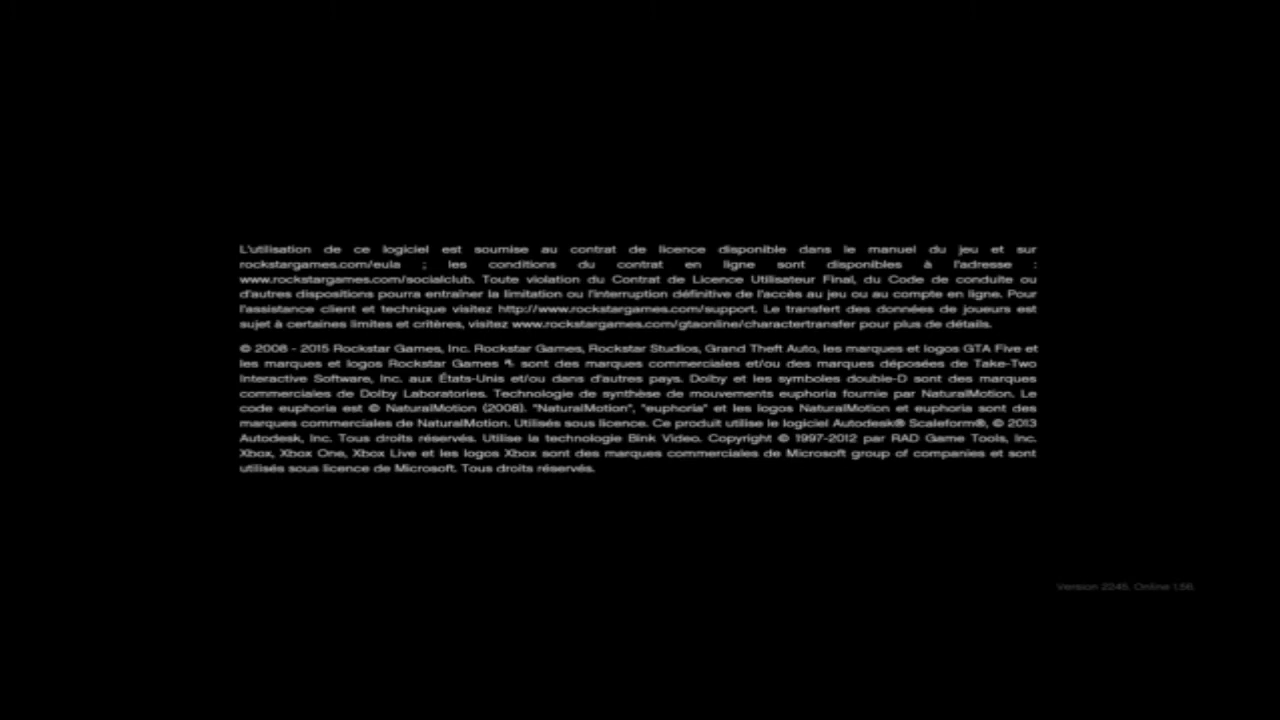 L'utilisation de ce logiciel est soumise au contrat de licence disponible dans le manuel du jeu et sur
rockstargames.com/eula ; les conditions du contrat en ligne sont disponibles à l'adresse :
www.rockstargames.com/socialclub. Toute violation du Contrat de Licence Utilisateur Final, du Code de conduite ou
d'autres dispositions pourra entraîner la limitation ou l'interruption définitive de l'accès au jeu ou au compte en ligne. Pour
l'assistance client et technique visitez http://www.rockstargames.com/support. Le transfert des données de joueurs est
sujet à certaines limites et critères, visitez www.rockstargames.com/gtaonline/charactertransfer pour plus de détails.
© 2008 - 2015 Rockstar Games, Inc. Rockstar Games, Rockstar Studios, Grand Theft Auto, les marques et logos GTA Five et
les marques et logos Rockstar Games sont des marques commerciales et/ou des marques déposées de Take-Two
Interactive Software, Inc. aux États-Unis et/ou dans d'autres pays. Dolby et les symboles double-D sont des marques
commerciales de Dolby Laboratories. Technologie de synthèse de mouvements euphoria fournie par NaturalMotion. Le
code euphoria est © NaturalMotion (2008). "NaturalMotion", "euphoria" et les logos NaturalMotion et euphoria sont des
marques commerciales de NaturalMotion. Utilisés sous licence. Ce produit utilise le logiciel Autodesk® Scaleform®, © 2013
Autodesk, Inc. Tous droits réservés. Utilise la technologie Bink Video. Copyright © 1997-2012 par RAD Game Tools, Inc.
Xbox, Xbox One, Xbox Live et les logos Xbox sont des marques commerciales de Microsoft group of companies et sont
utilisés sous licence de Microsoft. Tous droits réservés.
Version 2245. Online 1.56.